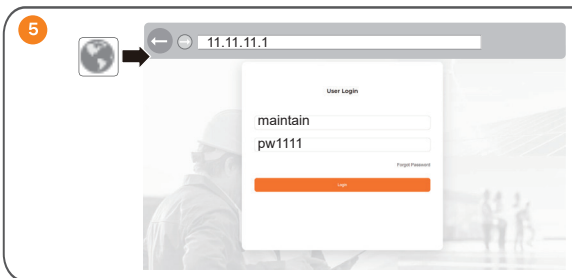 5
11.11.11.1
User Login
maintain
pw1111
Forgot Password
Login